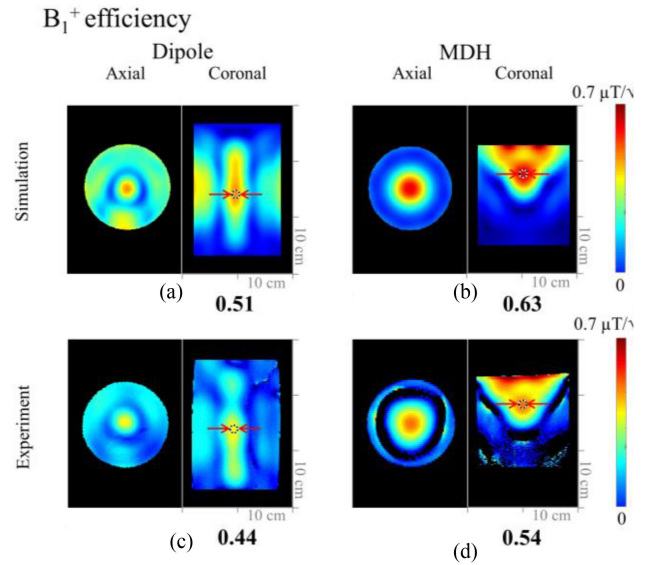 B₁⁺ efficiency
Dipole
MDH
Axial
Coronal
Axial
Coronal
0.7 µT/√
Simulation
10 cm
10 cm
10 cm
10 cm
0
(a)
0.51
(b)
0.63
0.7 µT/√
Experiment
10 cm
10 cm
0
(c)
0.44
(d)
0.54